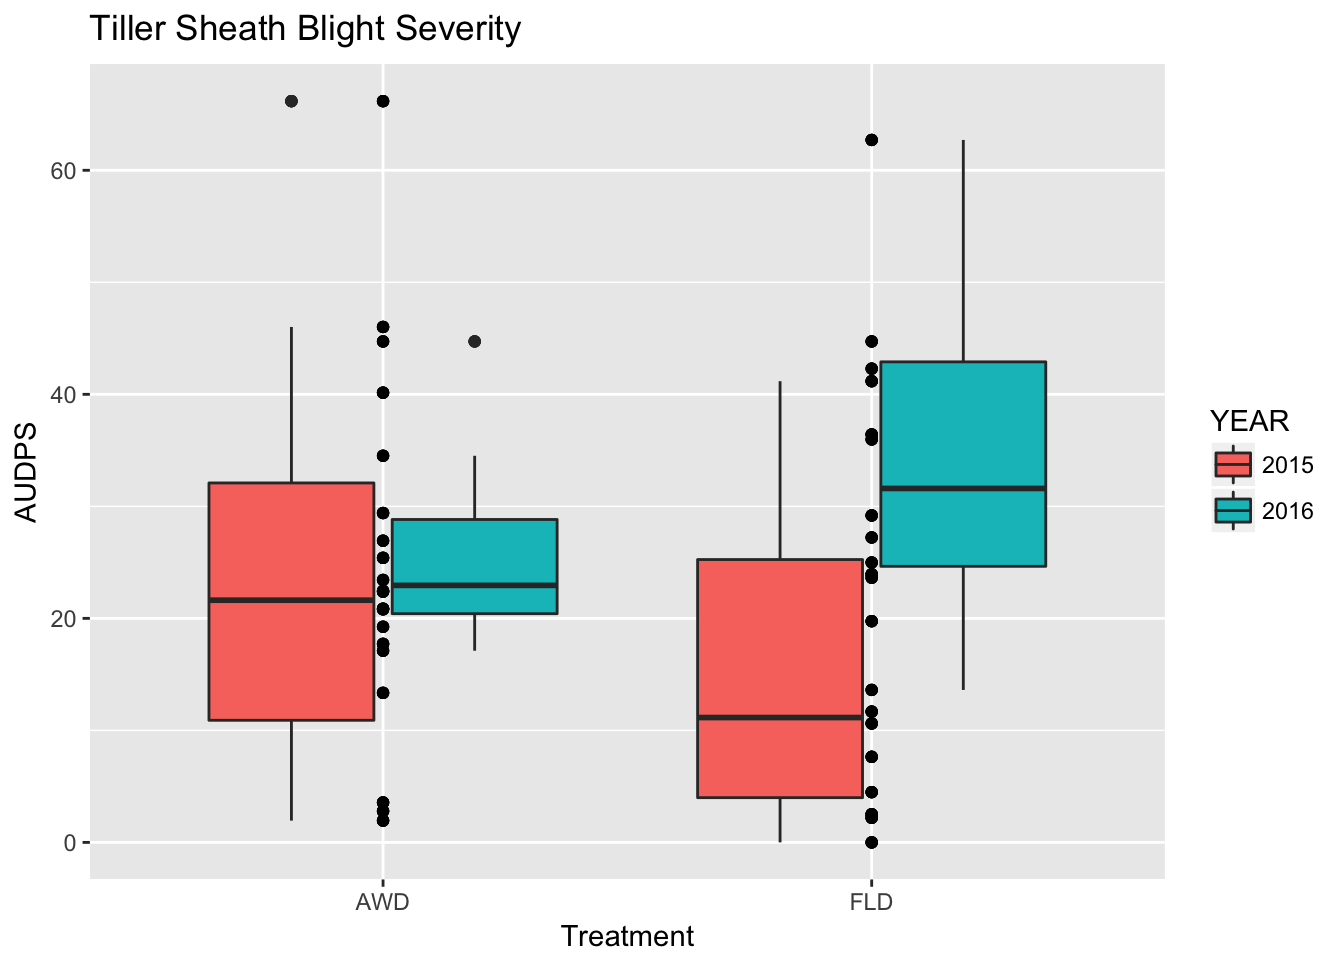 Tiller Sheath Blight Severity
AUDPS
60
40
20
0
AWD
FLD
Treatment
YEAR
2015
2016